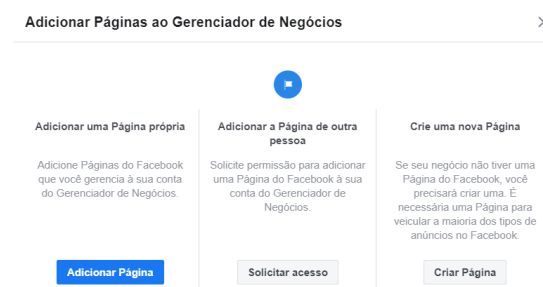 Adicionar Páginas ao Gerenciador de Negócios
Adicionar uma Página própria
Adicione Páginas do Facebook
que você gerencia à sua conta
do Gerenciador de Negócios.
Adicionar Página
Adicionar a Página de outra
pessoa
Solicite permissão para adicionar
uma Página do Facebook à sua
conta do Gerenciador de
Negócios.
Solicitar acesso
Crie uma nova Página
Se seu negócio não tiver uma
Página do Facebook, você
precisará criar uma. É
necessária uma Página para
veicular a maioria dos tipos de
anúncios no Facebook.
Criar Página